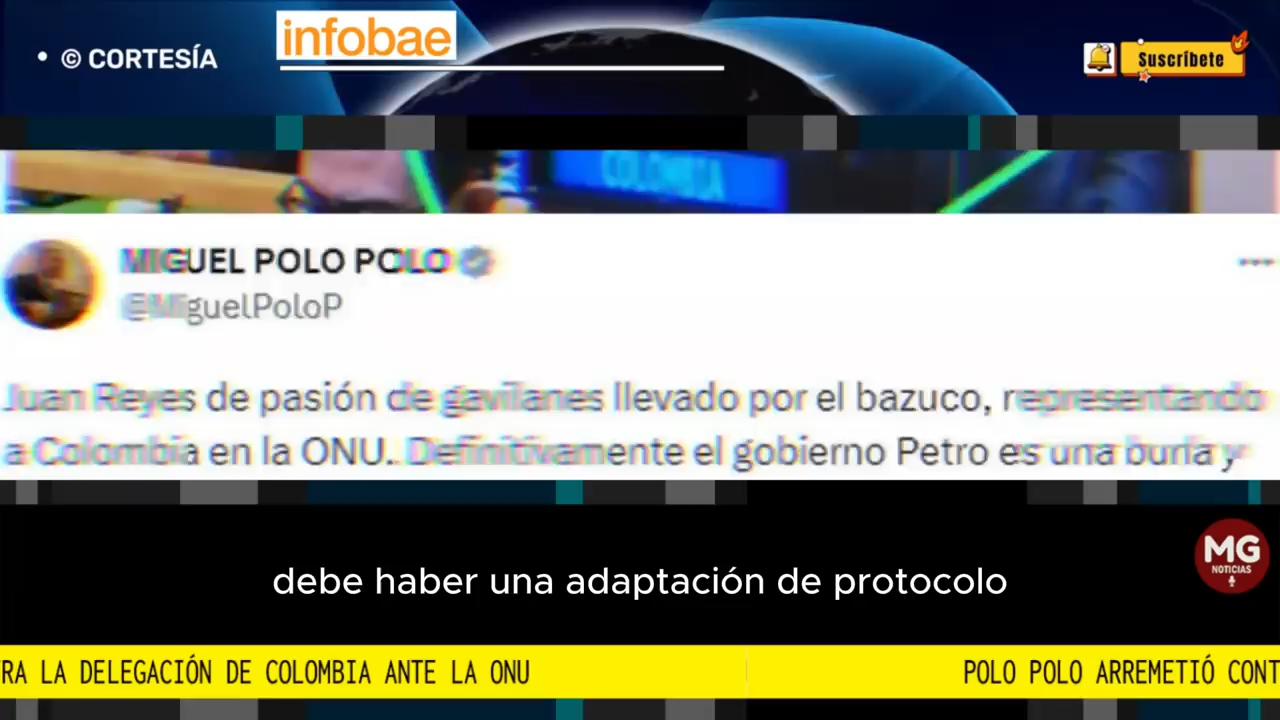 • © CORTESÍA
infobae
Suscríbete
COLOMBIA
MIGUEL POLO POLO
@MiguelPoloP
Juan Reyes de pasión de gavilanes llevado por el bazuco, representando
a Colombia en la ONU. Definitivamente el gobierno Petro es una burla y
MG
NOTICIAS
debe haber una adaptación de protocolo
RA LA DELEGACIÓN DE COLOMBIA ANTE LA ONU
POLO POLO ARREMETIÓ CONT